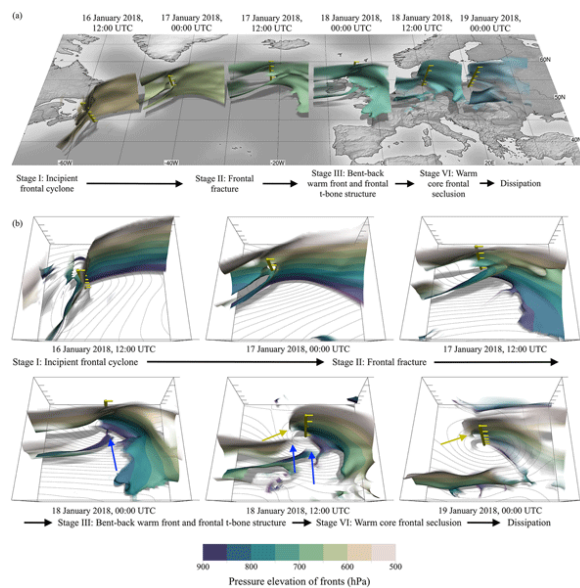 (a)
16 January 2018, 12:00 UTC
17 January 2018, 00:00 UTC
17 January 2018, 12:00 UTC
18 January 2018, 00:00 UTC
18 January 2018, 12:00 UTC
19 January 2018, 00:00 UTC
60N
50N
-60W
-40W
-20W
20E
Stage I: Incipient frontal cyclone
Stage II: Frontal fracture
Stage III: Bent-back warm front and frontal t-bone structure
Stage VI: Warm core frontal seclusion
Dissipation
(b)
16 January 2018, 12:00 UTC
17 January 2018, 00:00 UTC
17 January 2018, 12:00 UTC
Stage I: Incipient frontal cyclone
Stage II: Frontal fracture
18 January 2018, 00:00 UTC
18 January 2018, 12:00 UTC
19 January 2018, 00:00 UTC
Stage III: Bent-back warm front and frontal t-bone structure
Stage VI: Warm core frontal seclusion
Dissipation
900 800 700 600 500
Pressure elevation of fronts (hPa)